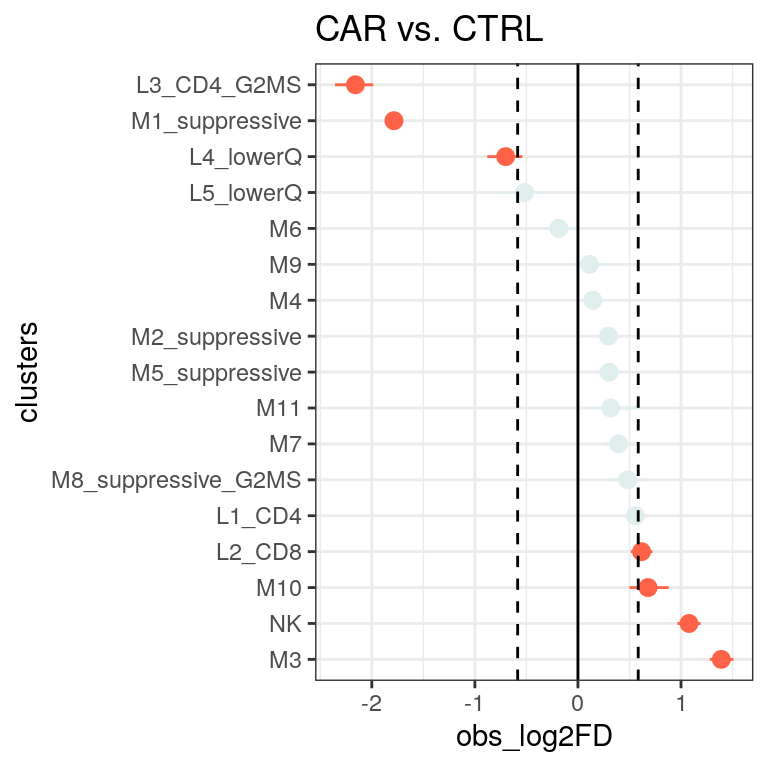 CAR vs. CTRL
clusters
L3_CD4_G2MS
M1_suppressive
L4_lowerQ
L5_lowerQ
M6
M9
M4
M2_suppressive
M5_suppressive
M11
M7
M8_suppressive_G2MS
L1_CD4
L2_CD8
M10
NK
M3
-2 -1 0 1
obs_log2FD